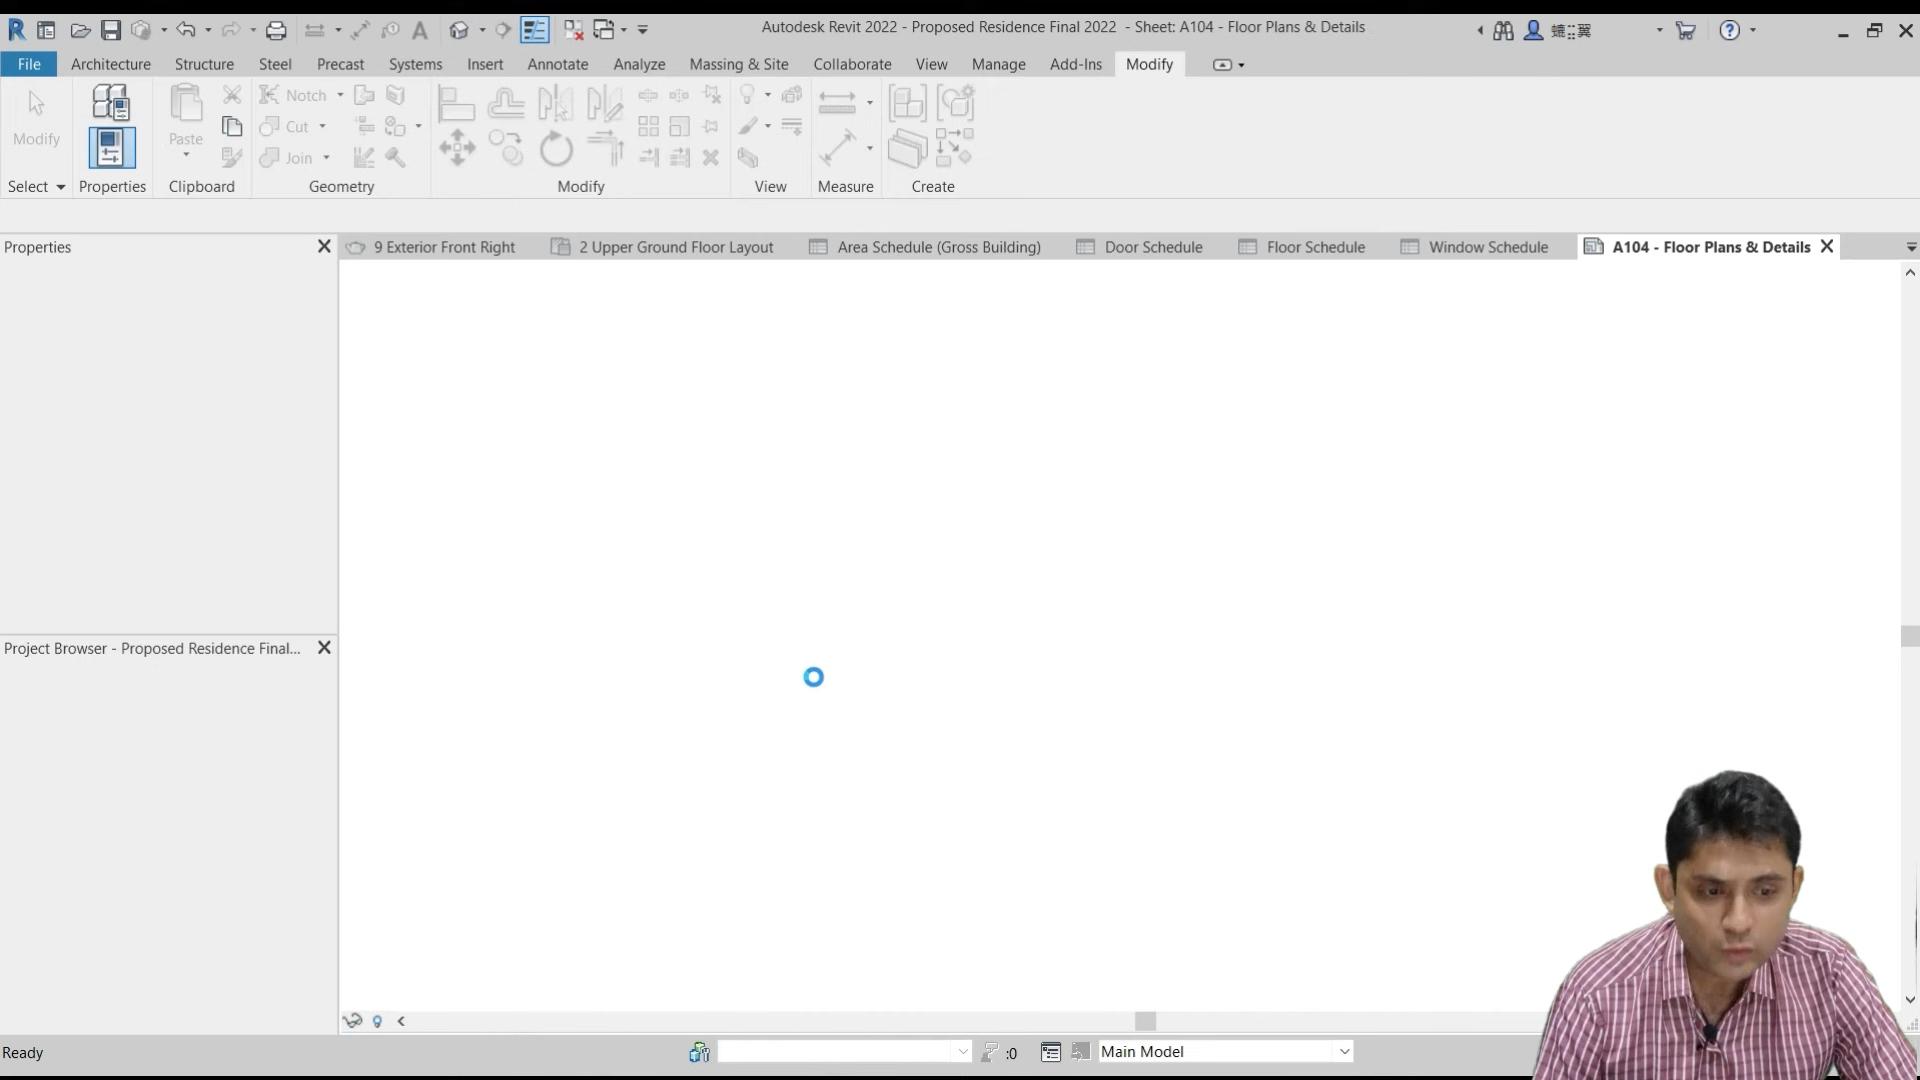 Autodesk Revit 2022 - Proposed Residence Final 2022 - Sheet: A104 - Floor Plans & Details
File Architecture Structure Steel Precast Systems Insert Annotate Analyze Massing & Site Collaborate View Manage Add-Ins Modify
Notch
Modify Paste Cut
Join
Select Properties Clipboard Geometry Modify View Measure Create
Properties
9 Exterior Front Right 2 Upper Ground Floor Layout Area Schedule (Gross Building) Door Schedule Floor Schedule Window Schedule A104 - Floor Plans & Details
Project Browser - Proposed Residence Final...
Ready :0 Main Model